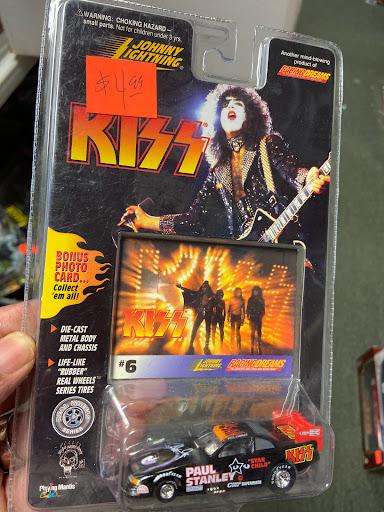 ⚠WARNING: CHOKING HAZARD—
small parts. Not for children under 3 yrs.
JOHNNY
LIGHTNING
Another mind-blowing
product of
RACING DREAMS
$4.99
KISS
BONUS
PHOTO
CARD...
Collect
'em all!
DIE-CAST
METAL BODY
AND CHASSIS
LIFE-LIKE
"RUBBER"
REAL WHEELS
SERIES TIRES
KISS
#6
JOHNNY
LIGHTNING
RACING DREAMS
SERIES
Playing Mantis
PAUL
STANLEY
"STAR
CHILD"
KISS
GOODYEAR